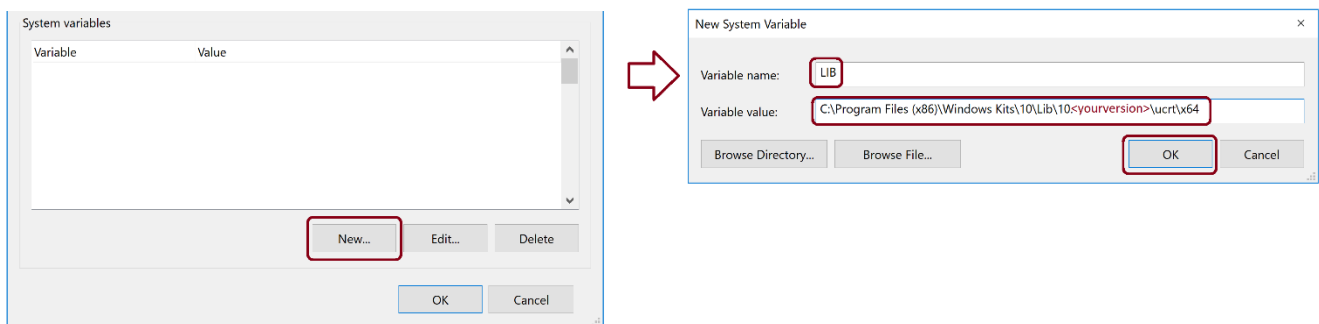 System variables
Variable Value
New... Edit... Delete
OK Cancel
New System Variable
Variable name: LIB
Variable value: C:\Program Files (x86)\Windows Kits\10\Lib\10.<yourversion>\ucrt\x64
Browse Directory... Browse File... OK Cancel